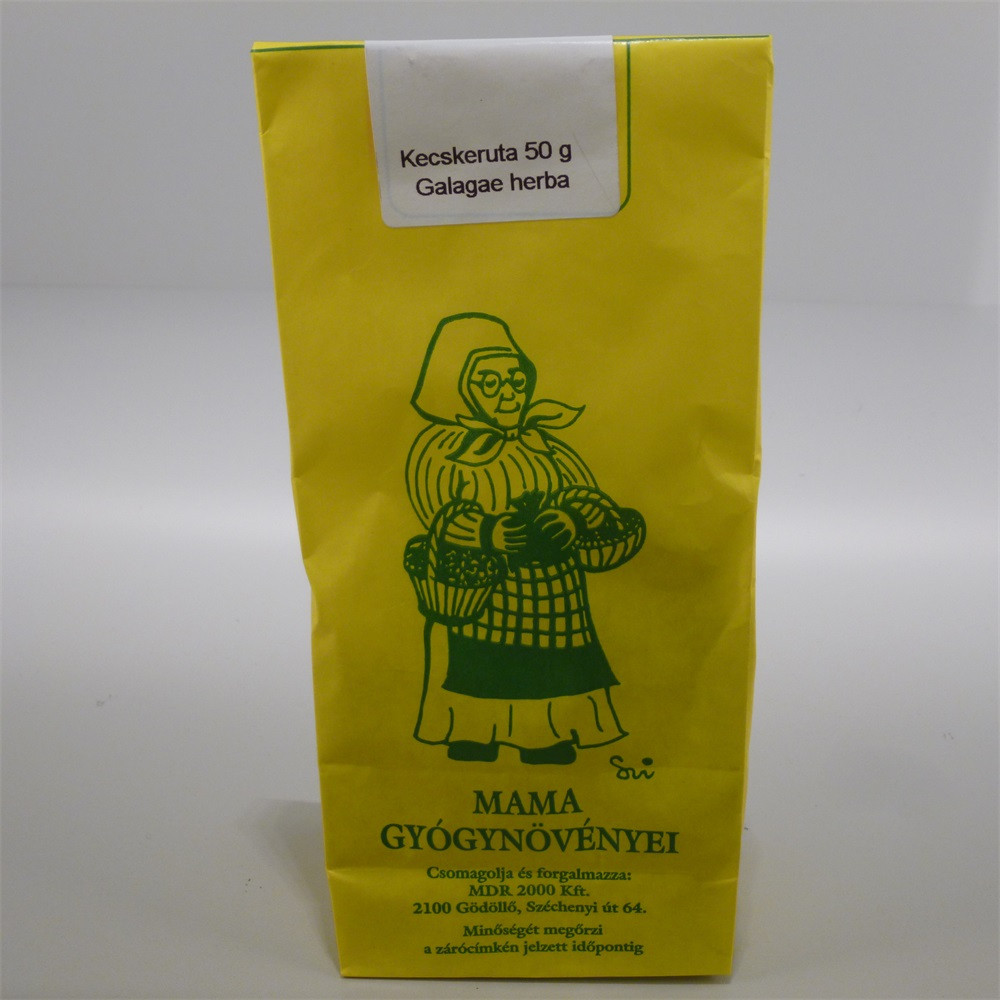 Kecskeruta 50 g
Galagae herba
Svi
MAMA
GYÓGYNÖVÉNYEI
Csomagolja és forgalmazza:
MDR 2000 Kft.
2100 Gödöllő, Széchenyi út 64.
Minőségét megőrzi
a zárócímkén jelzett időpontig